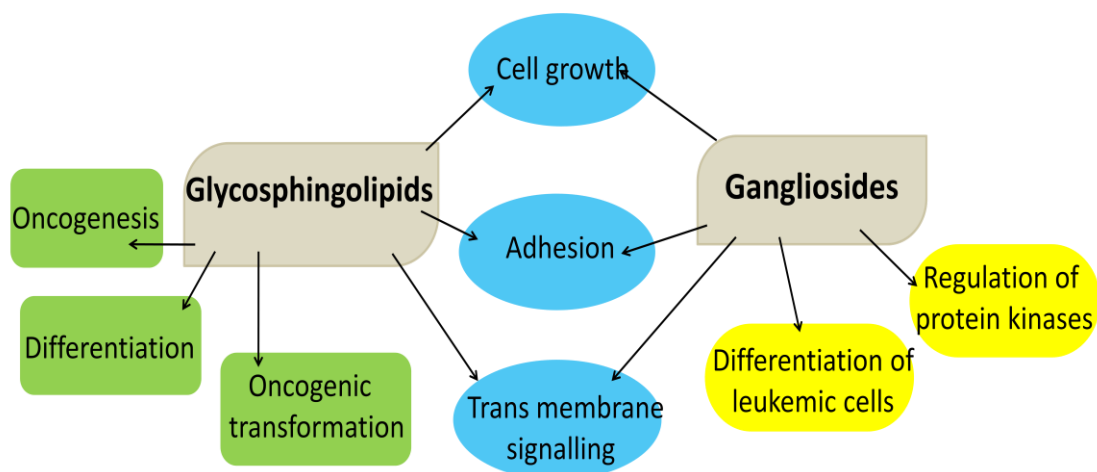 Cell growth
Glycosphingolipids
Gangliosides
Oncogenesis
Adhesion
Regulation of
protein kinases
Differentiation
Differentiation of
leukemic cells
Oncogenic
transformation
Trans membrane
signalling